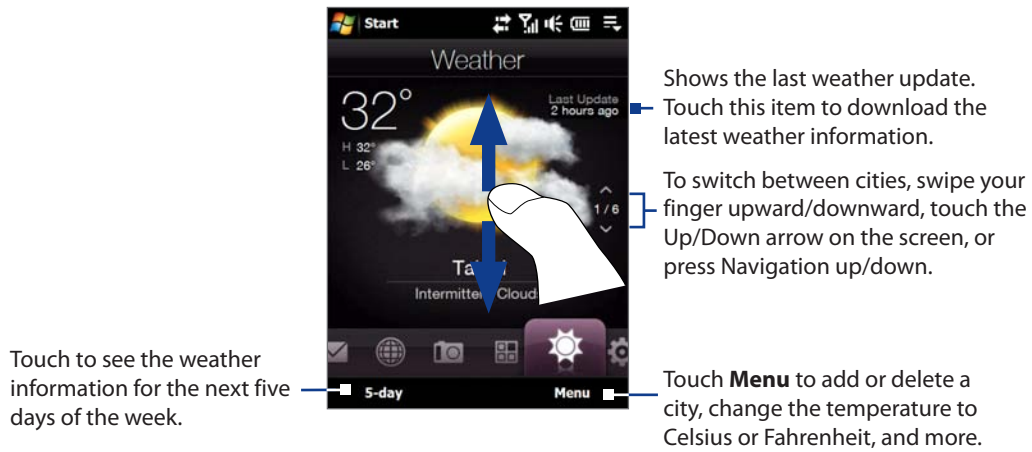 Start
Weather
32°
H 32°
L 26°
Last Update
2 hours ago
1 / 6
Intermitten Cloud
5-day
Menu
Shows the last weather update.
Touch this item to download the
latest weather information.
To switch between cities, swipe your
finger upward/downward, touch the
Up/Down arrow on the screen, or
press Navigation up/down.
Touch to see the weather
information for the next five
days of the week.
Touch Menu to add or delete a
city, change the temperature to
Celsius or Fahrenheit, and more.